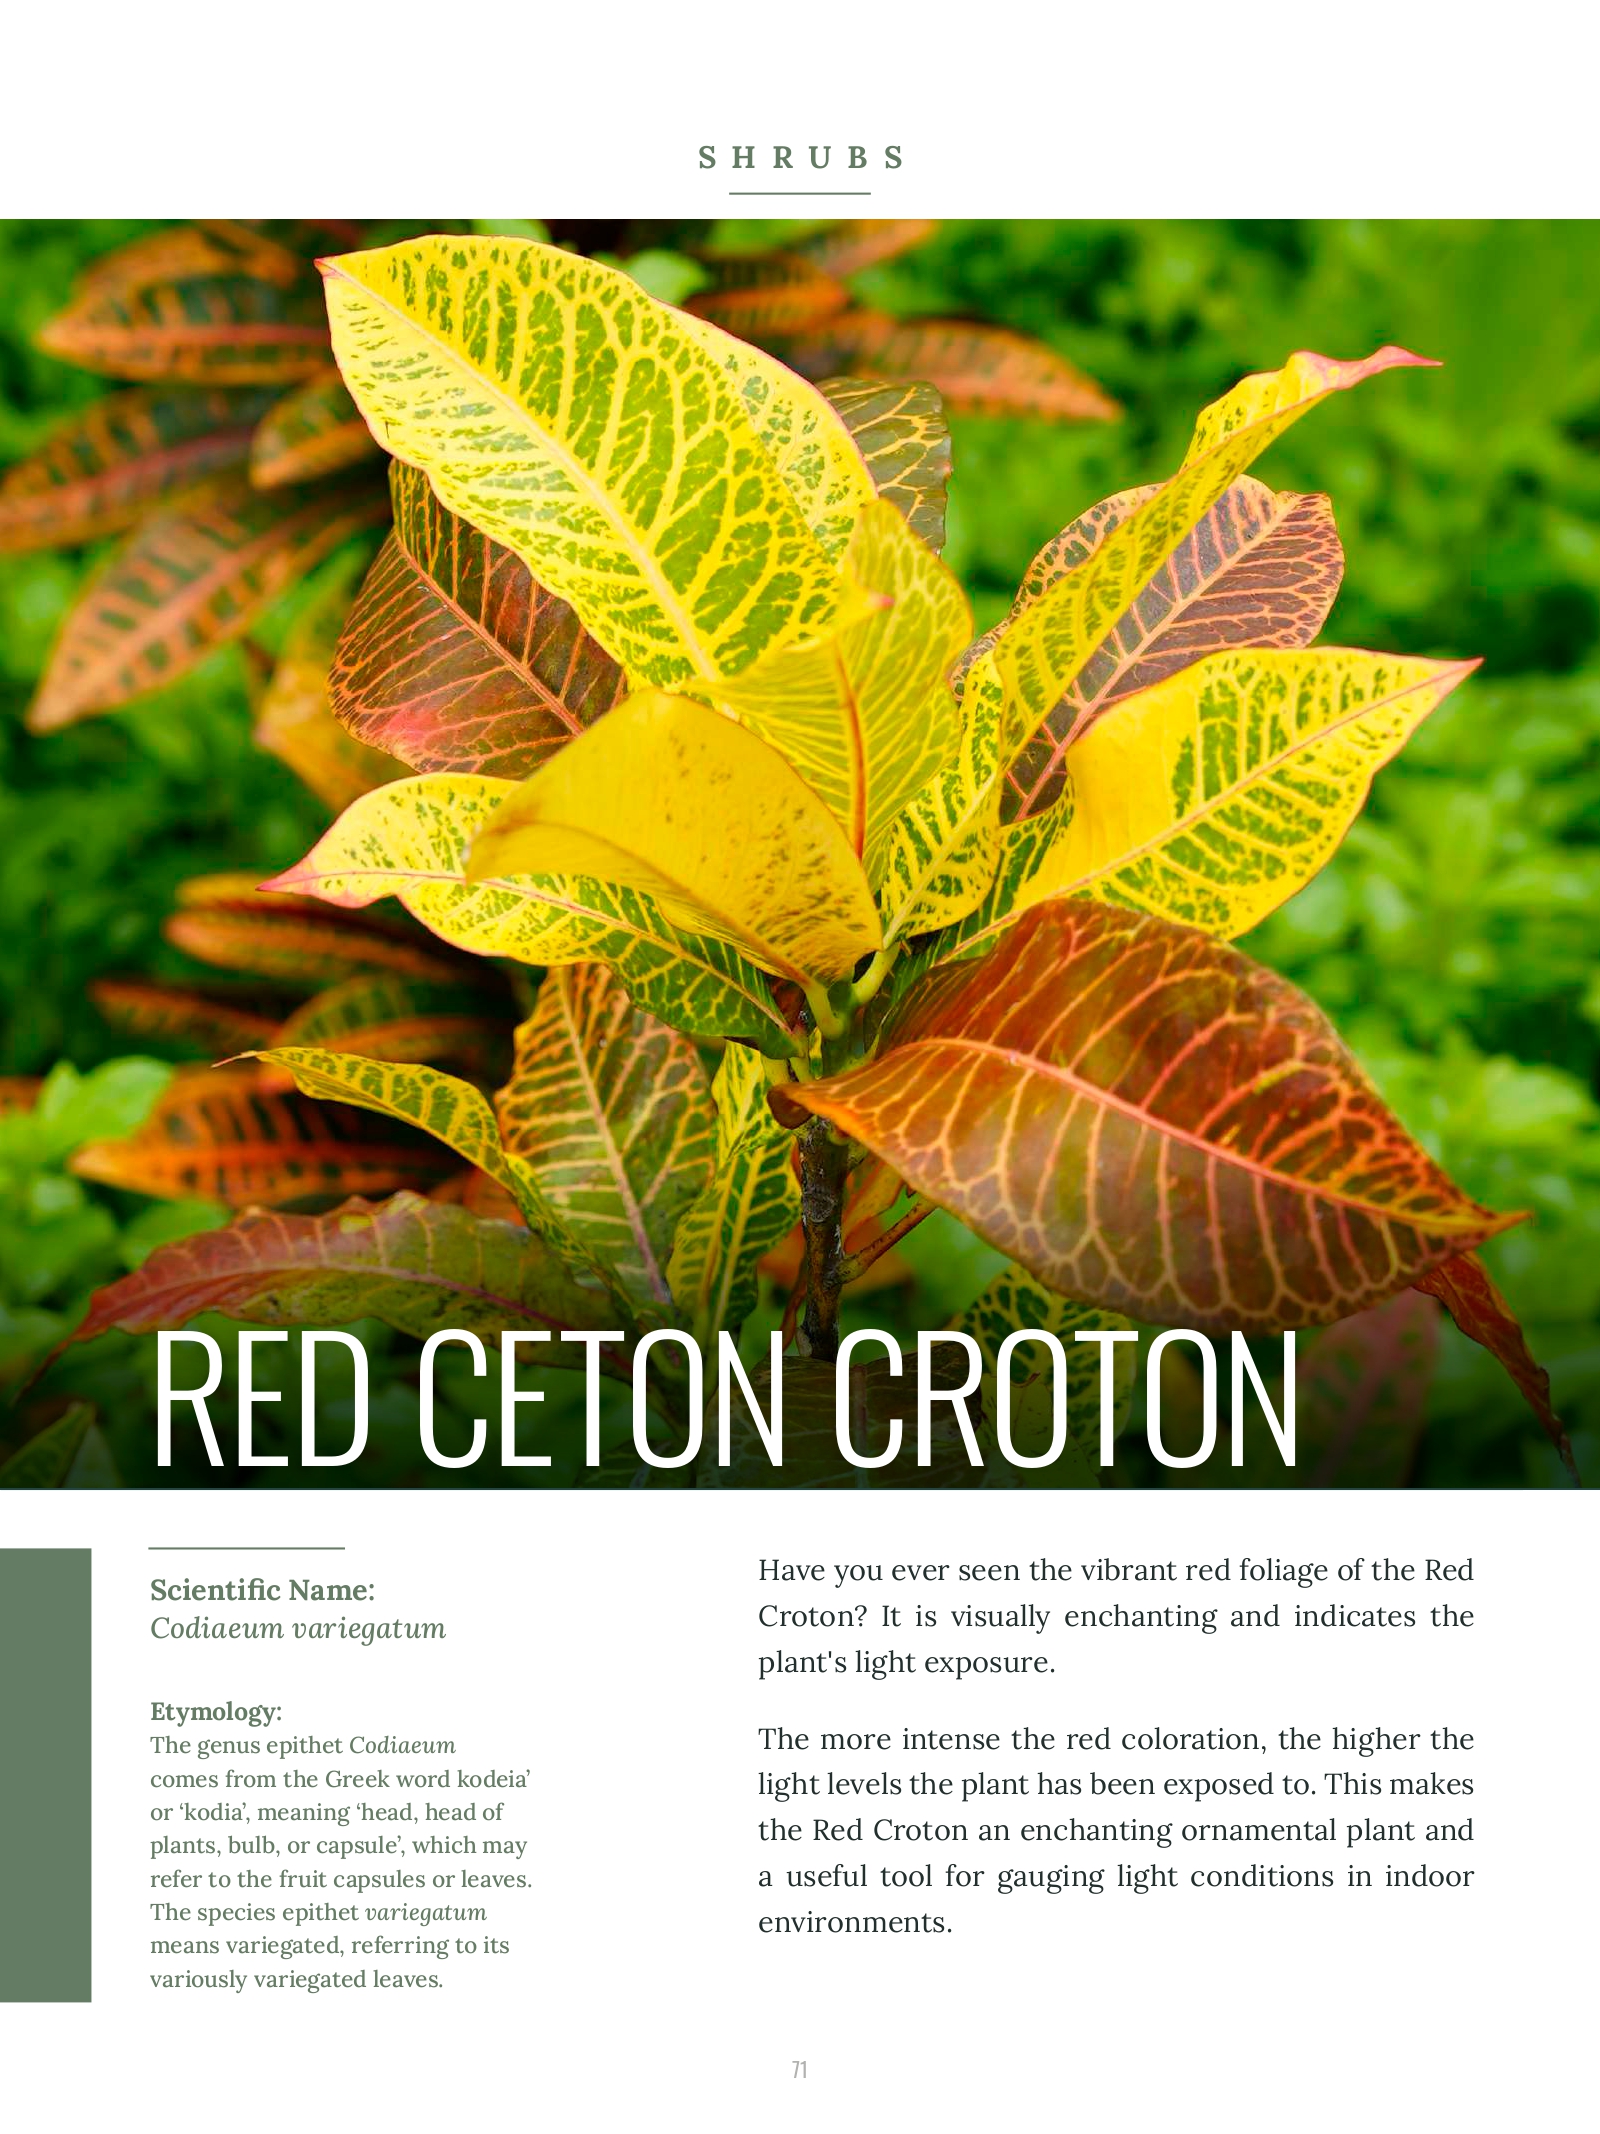 SHRUBS
RED CETON CROTON
Scientific Name:
Codiaeum variegatum
Etymology:
The genus epithet Codiaeum
comes from the Greek word kodeia’
or ‘kodia’, meaning ‘head, head of
plants, bulb, or capsule’, which may
refer to the fruit capsules or leaves.
The species epithet variegatum
means variegated, referring to its
variously variegated leaves.
Have you ever seen the vibrant red foliage of the Red
Croton? It is visually enchanting and indicates the
plant's light exposure.
The more intense the red coloration, the higher the
light levels the plant has been exposed to. This makes
the Red Croton an enchanting ornamental plant and
a useful tool for gauging light conditions in indoor
environments.
71